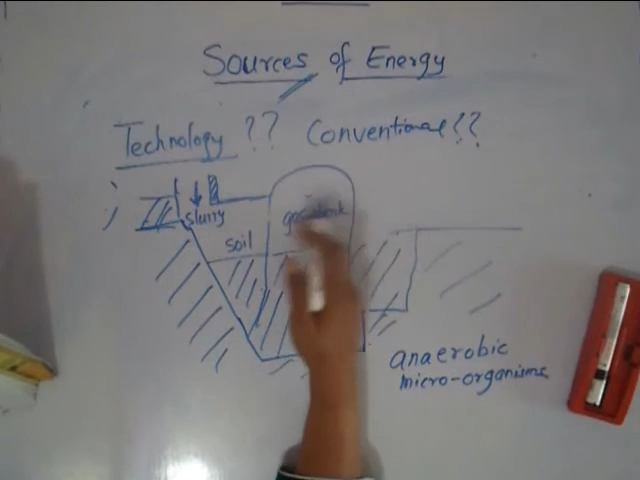 Sources of Energy
Technology ?? Conventional ??
slurry
soil
anaerobic
micro-organisms